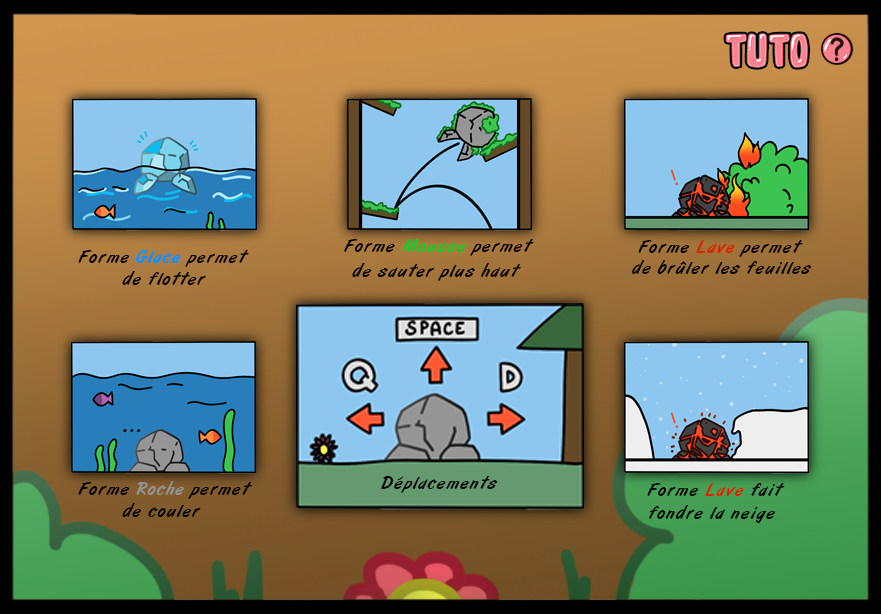 TUTO ?
Forme Glace permet
de flotter
Forme Mousse permet
de sauter plus haut
Forme Lave permet
de brûler les feuilles
SPACE
Q D
! 
...
Forme Roche permet
de couler
Déplacements
!
Forme Lave fait
fondre la neige